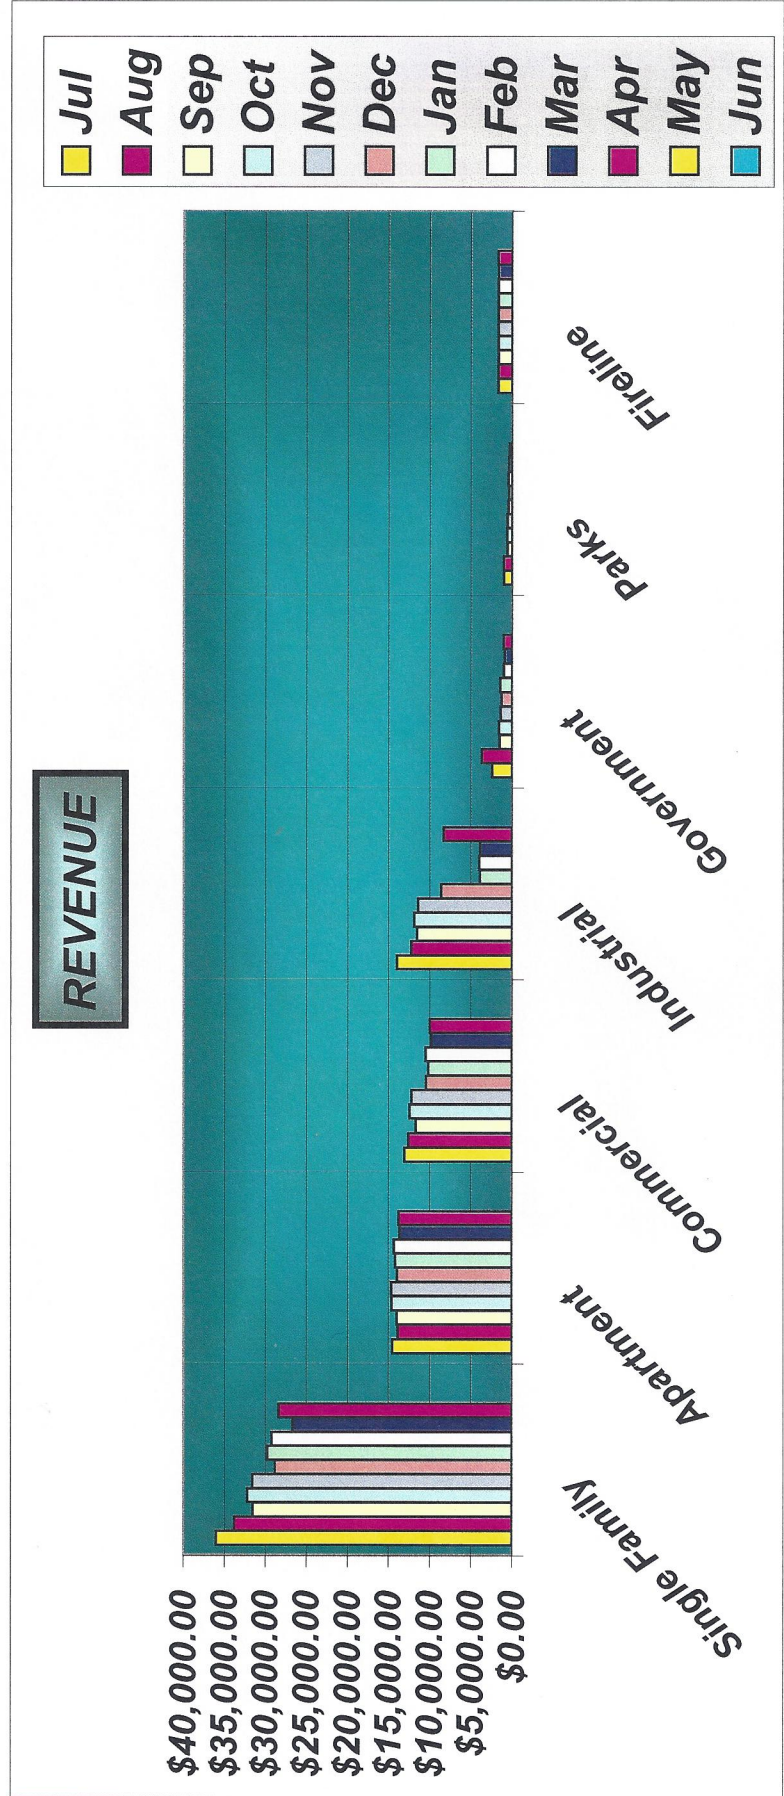 REVENUE
$40,000.00
$35,000.00
$30,000.00
$25,000.00
$20,000.00
$15,000.00
$10,000.00
$5,000.00
$0.00
Single Family
Apartment
Commercial
Industrial
Government
Parks
Fireline
Jul
Aug
Sep
Oct
Nov
Dec
Jan
Feb
Mar
Apr
May
Jun